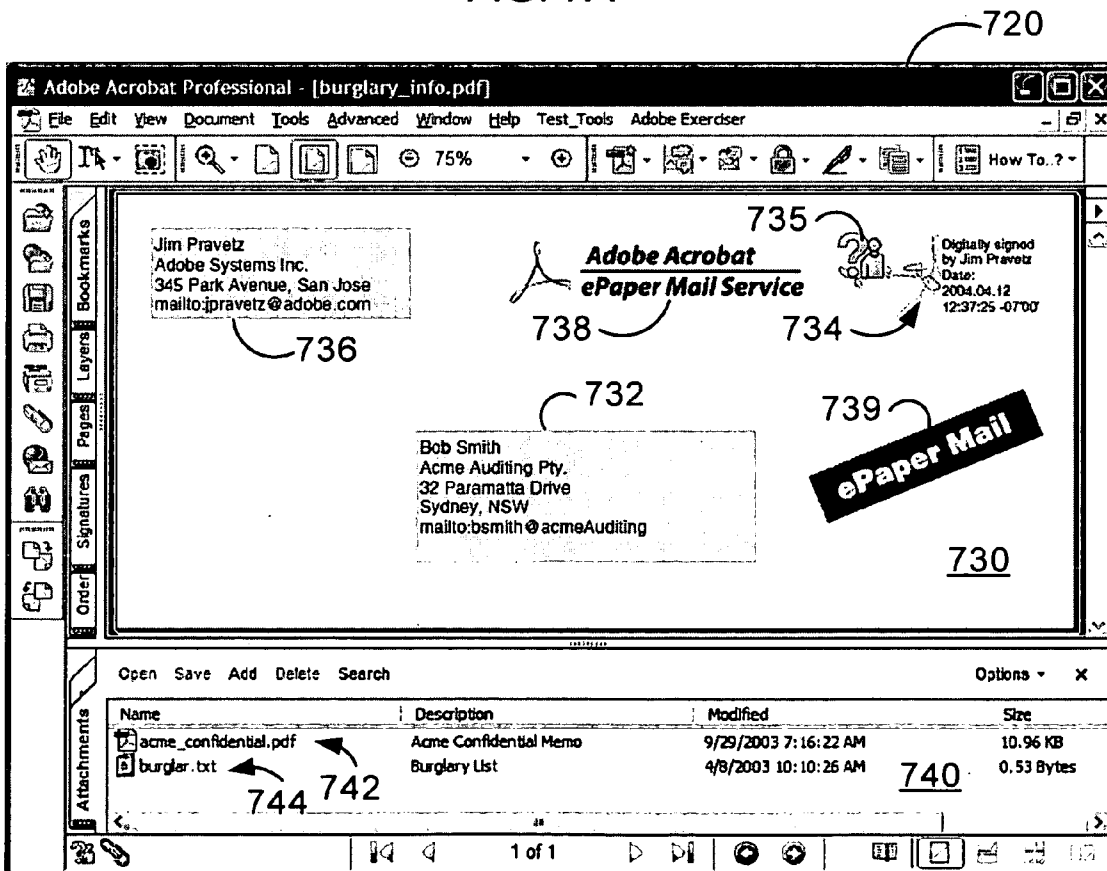 720
Adobe Acrobat Professional - [burglary_info.pdf]
File Edit View Document Tools Advanced Window Help Test_Tools Adobe Exerciser
75% How To..?
Bookmarks
Layers
Pages
Signatures
Order
Jim Pravetz
Adobe Systems Inc.
345 Park Avenue, San Jose
mailto:jpravetz@adobe.com
736
Adobe Acrobat
ePaper Mail Service
738
735
734
Digitally signed
by Jim Pravetz
Date:
2004.04.12
12:37:25 -07'00'
732
Bob Smith
Acme Auditing Pty.
32 Paramatta Drive
Sydney, NSW
mailto:bsmith@acmeAuditing
739
ePaper Mail
730
Attachments
Open Save Add Delete Search Options
Name Description Modified Size
acme_confidential.pdf Acme Confidential Memo 9/29/2003 7:16:22 AM 10.96 KB
burglar.txt Burglary List 4/8/2003 10:10:26 AM 0.53 Bytes
742
744
740
1 of 1